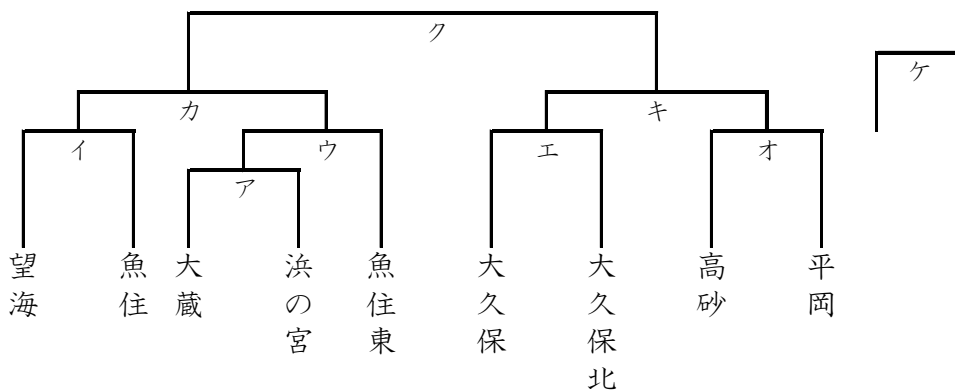 ク
ケ
カ
キ
イ
ウ
エ
オ
ア
望海
魚住
大蔵
浜の宮
魚住東
大久保
大久保北
高砂
平岡